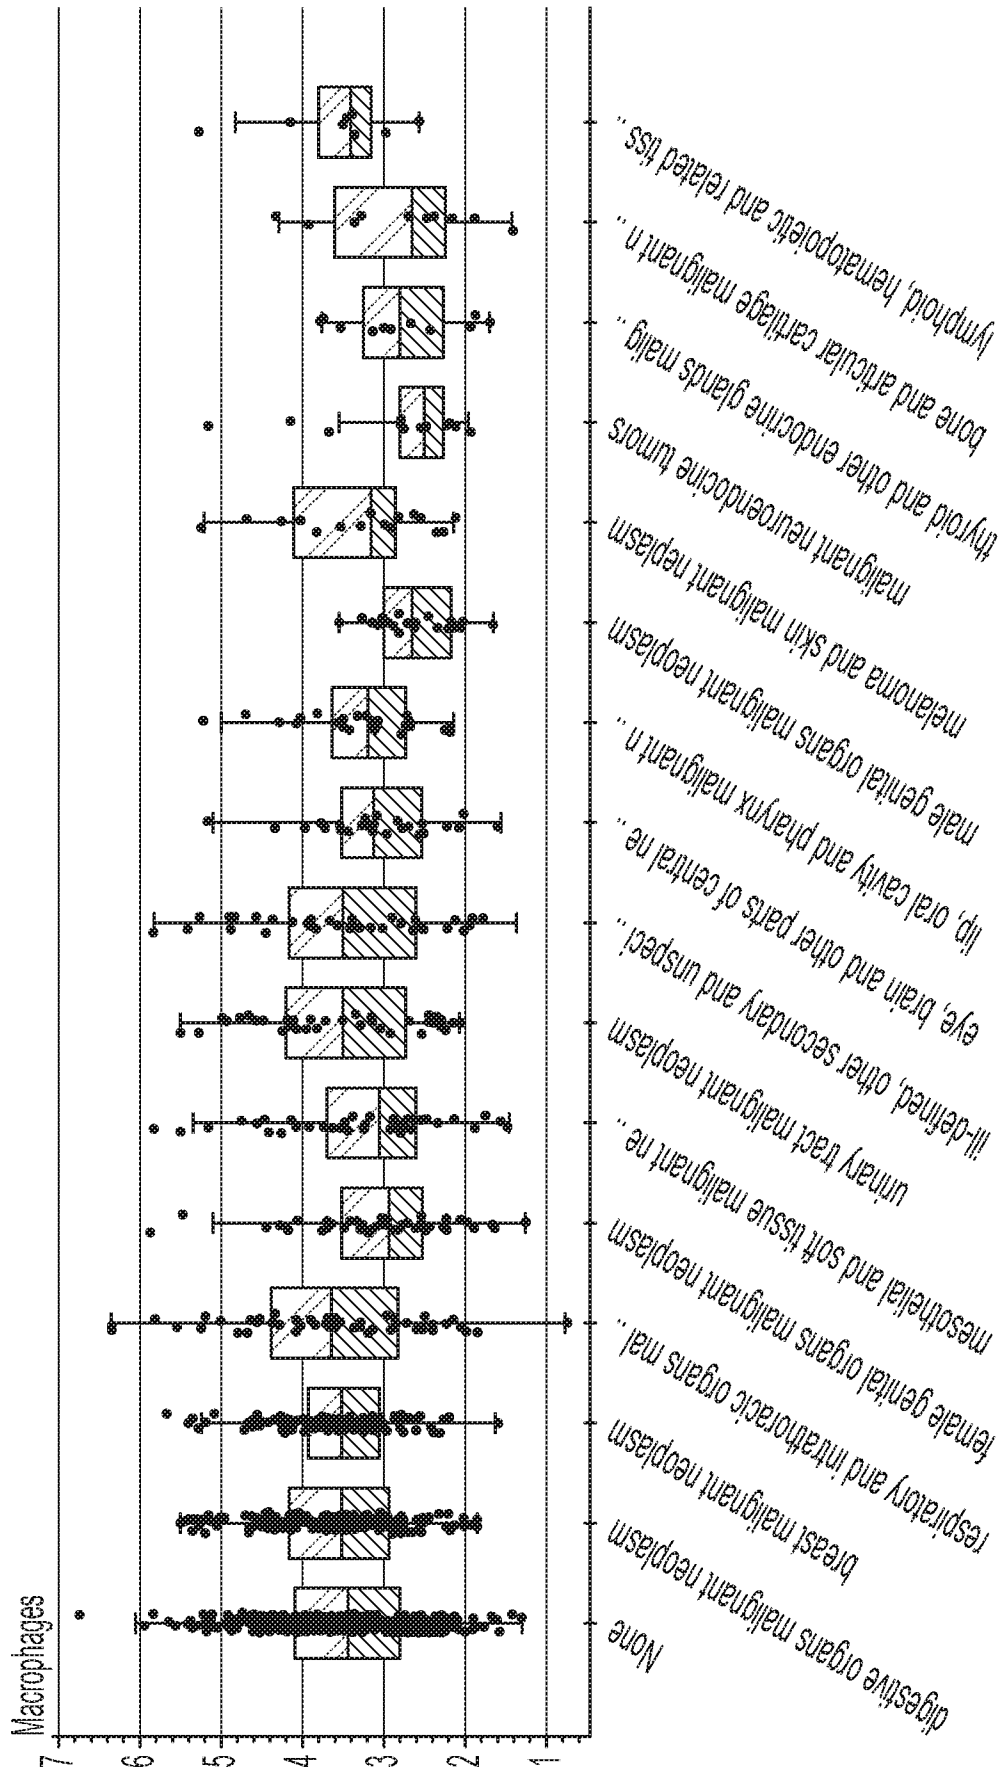 Macrophages
7
6
5
4
3
2
1
None
digestive organs malignant neoplasm
breast malignant neoplasm
respiratory and intrathoracic organs mal..
female genital organs malignant neoplasm
mesothelial and soft tissue malignant ne..
urinary tract malignant neoplasm
ill-defined, other secondary and unspeci..
eye, brain and other parts of central ne..
lip, oral cavity and pharynx malignant n..
male genital organs malignant neoplasm
melanoma and skin malignant neplasm
malignant neuroendocrine tumors
thyroid and other endocrine glands malig..
bone and articular cartilage malignant n..
lymphoid, hematopoietic and related tiss..